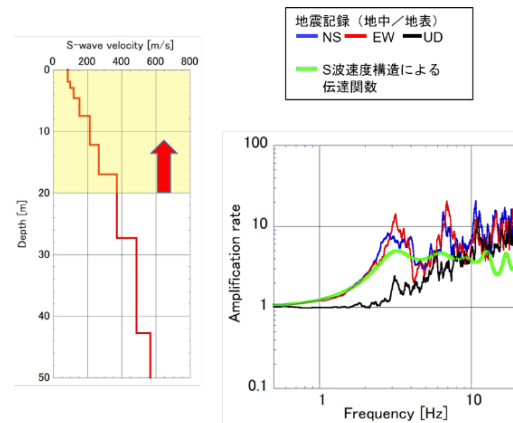 S-wave velocity [m/s]
0 200 400 600 800
0
10
20
30
40
50
Depth [m]
地震記録（地中／地表）
NS EW UD
S波速度構造による
伝達関数
100
10
1
0.1
Amplification rate
1 10
Frequency [Hz]